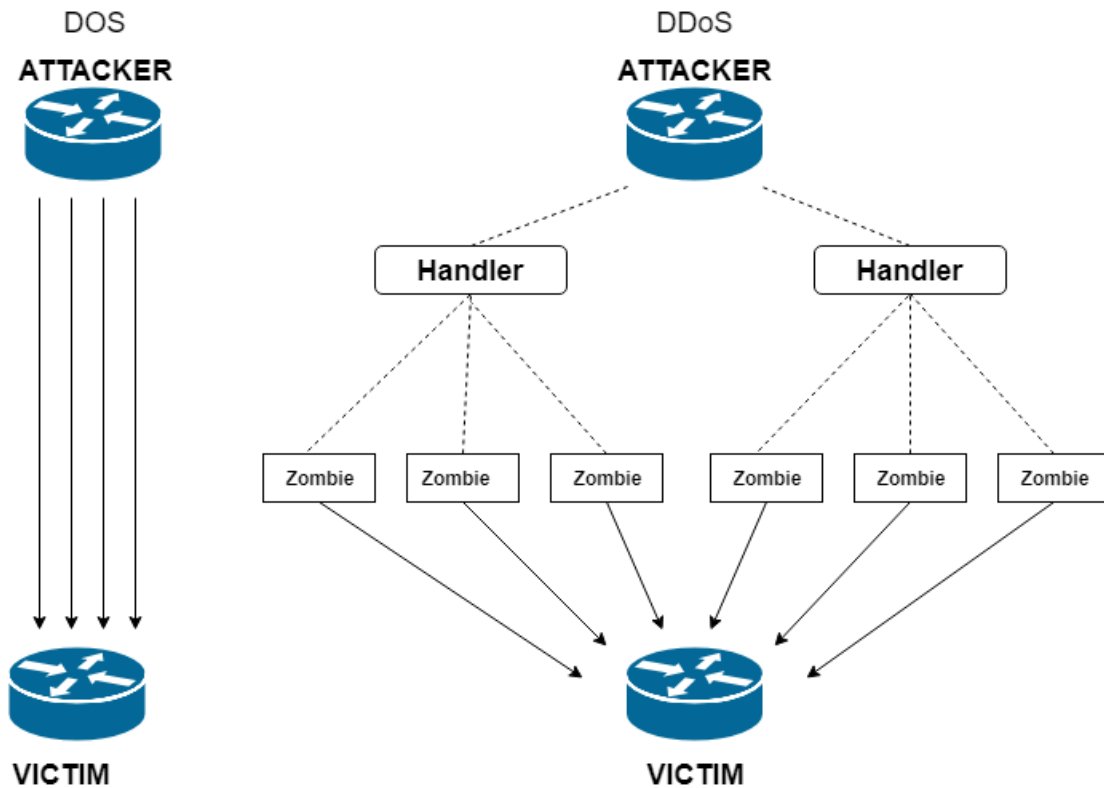 DOS
ATTACKER
VICTIM
DDoS
ATTACKER
Handler
Handler
Zombie
Zombie
Zombie
Zombie
Zombie
Zombie
VICTIM